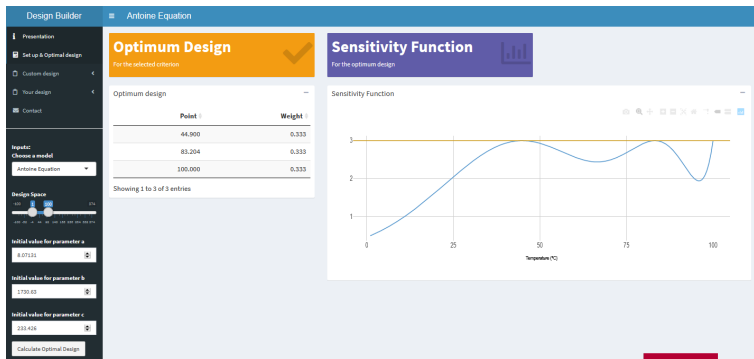 Design Builder
Antoine Equation
Presentation
Set up & Optimal design
Custom design
Your design
Contact
Inputs:
Choose a model
Antoine Equation
Design Space
1
100
Initial value for parameter a
8.07131
Initial value for parameter b
1730.63
Initial value for parameter c
233.426
Calculate Optimal Design
Optimum Design
For the selected criterion
Sensitivity Function
For the optimum design
Optimum design
Point Weight
44.900 0.333
83.204 0.333
100.000 0.333
Showing 1 to 3 of 3 entries
Sensitivity Function
3
2
1
0 25 50 75 100
Temperature (ºC)